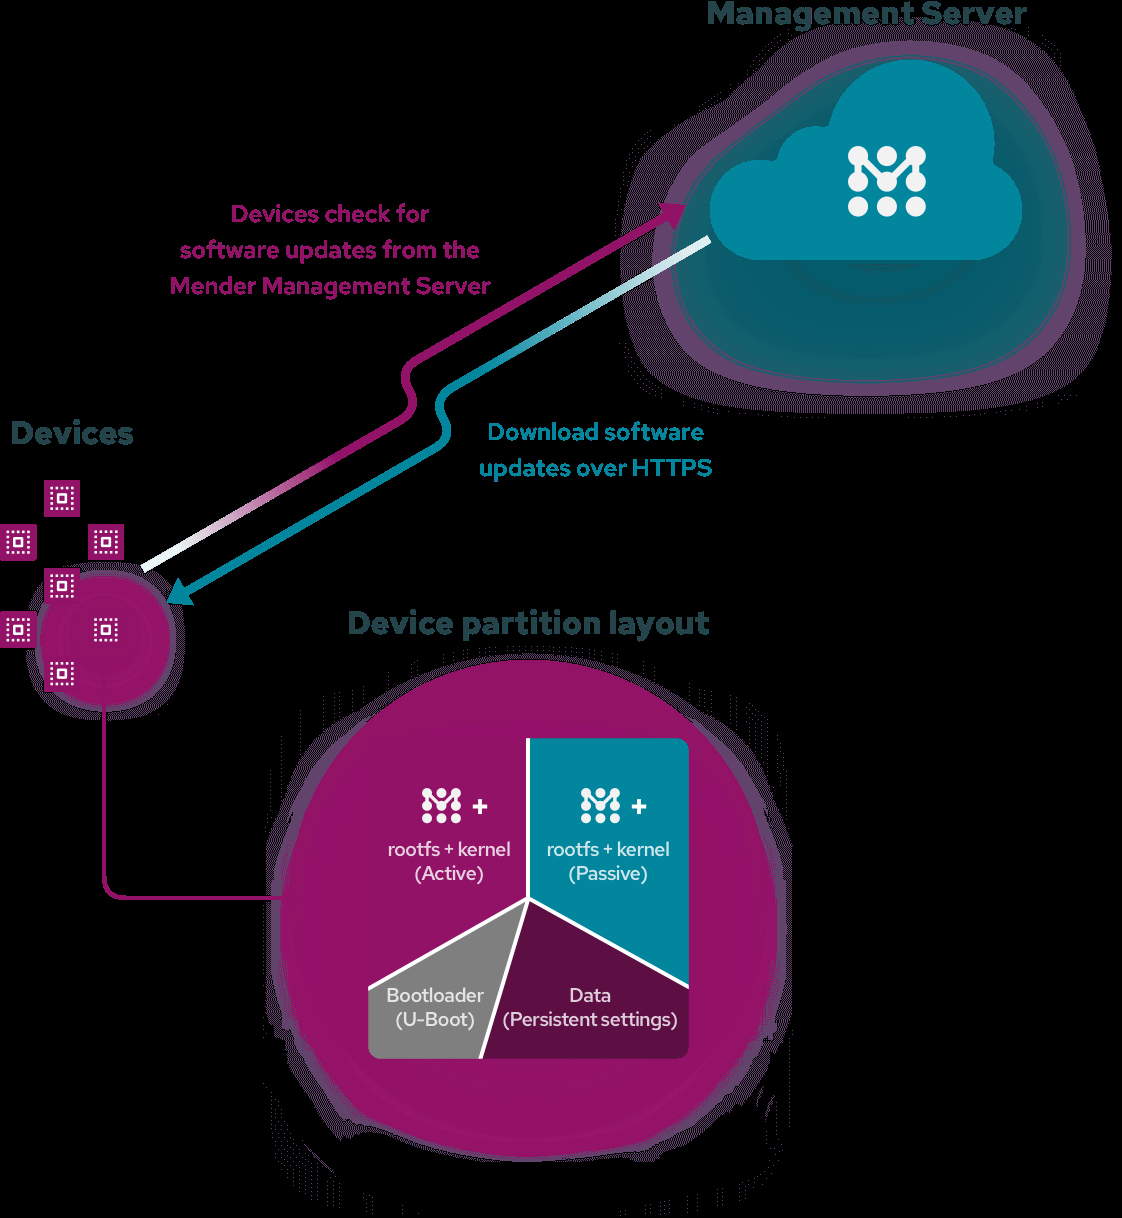 Management Server
Devices check for
software updates from the
Mender Management Server
Devices
Download software
updates over HTTPS
Device partition layout
+
rootfs + kernel
(Active)
+
rootfs + kernel
(Passive)
Bootloader
(U-Boot)
Data
(Persistent settings)